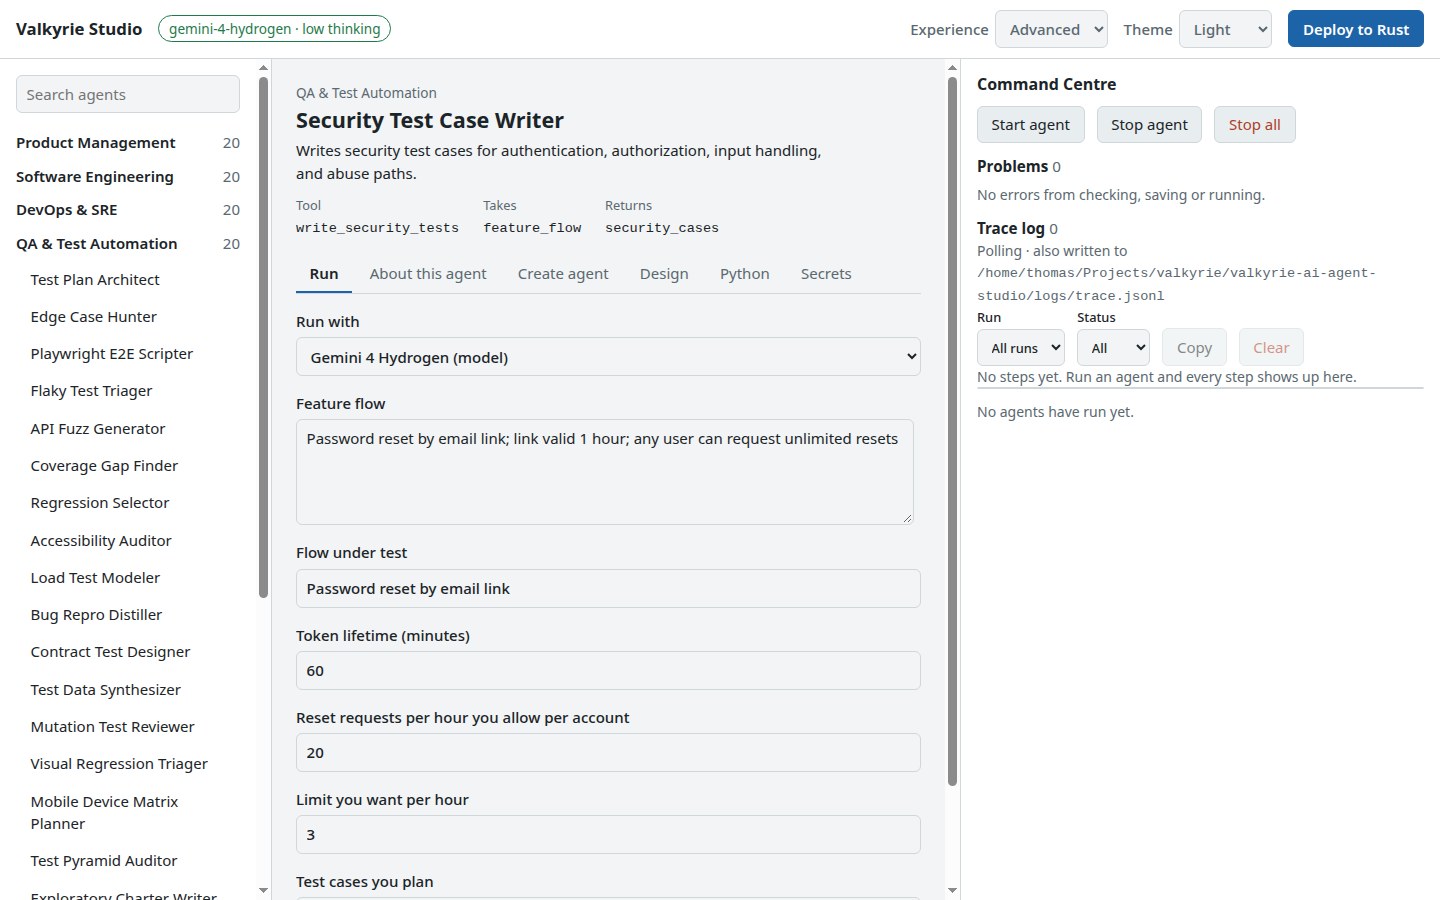 Valkyrie Studio
gemini-4-hydrogen · low thinking
Experience
Advanced
Theme
Light
Deploy to Rust
Search agents
Product Management 20
Software Engineering 20
DevOps & SRE 20
QA & Test Automation 20
Test Plan Architect
Edge Case Hunter
Playwright E2E Scripter
Flaky Test Triager
API Fuzz Generator
Coverage Gap Finder
Regression Selector
Accessibility Auditor
Load Test Modeler
Bug Repro Distiller
Contract Test Designer
Test Data Synthesizer
Mutation Test Reviewer
Visual Regression Triager
Mobile Device Matrix
Planner
Test Pyramid Auditor
Exploratory Charter Writer
QA & Test Automation
Security Test Case Writer
Writes security test cases for authentication, authorization, input handling,
and abuse paths.
Tool Takes Returns
write_security_tests feature_flow security_cases
Run About this agent Create agent Design Python Secrets
Run with
Gemini 4 Hydrogen (model)
Feature flow
Password reset by email link; link valid 1 hour; any user can request unlimited resets
Flow under test
Password reset by email link
Token lifetime (minutes)
60
Reset requests per hour you allow per account
20
Limit you want per hour
3
Test cases you plan
Command Centre
Start agent Stop agent Stop all
Problems 0
No errors from checking, saving or running.
Trace log 0
Polling · also written to
/home/thomas/Projects/valkyrie/valkyrie-ai-agent-
studio/logs/trace.jsonl
Run Status
All runs All Copy Clear
No steps yet. Run an agent and every step shows up here.
No agents have run yet.